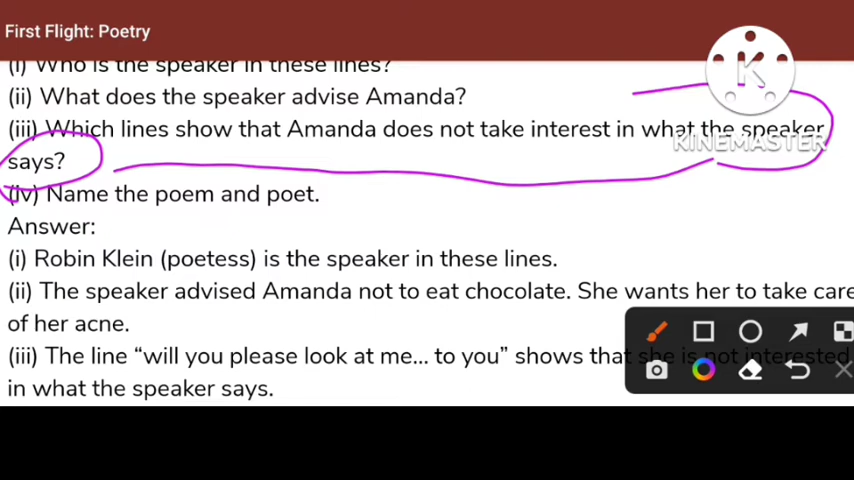 First Flight: Poetry
(i) Who is the speaker in these lines?
(ii) What does the speaker advise Amanda?
(iii) Which lines show that Amanda does not take interest in what the speaker
KINEMASTER
says?
(iv) Name the poem and poet.
Answer:
(i) Robin Klein (poetess) is the speaker in these lines.
(ii) The speaker advised Amanda not to eat chocolate. She wants her to take care
of her acne.
(iii) The line “will you please look at me... to you” shows that she is not interested
in what the speaker says.